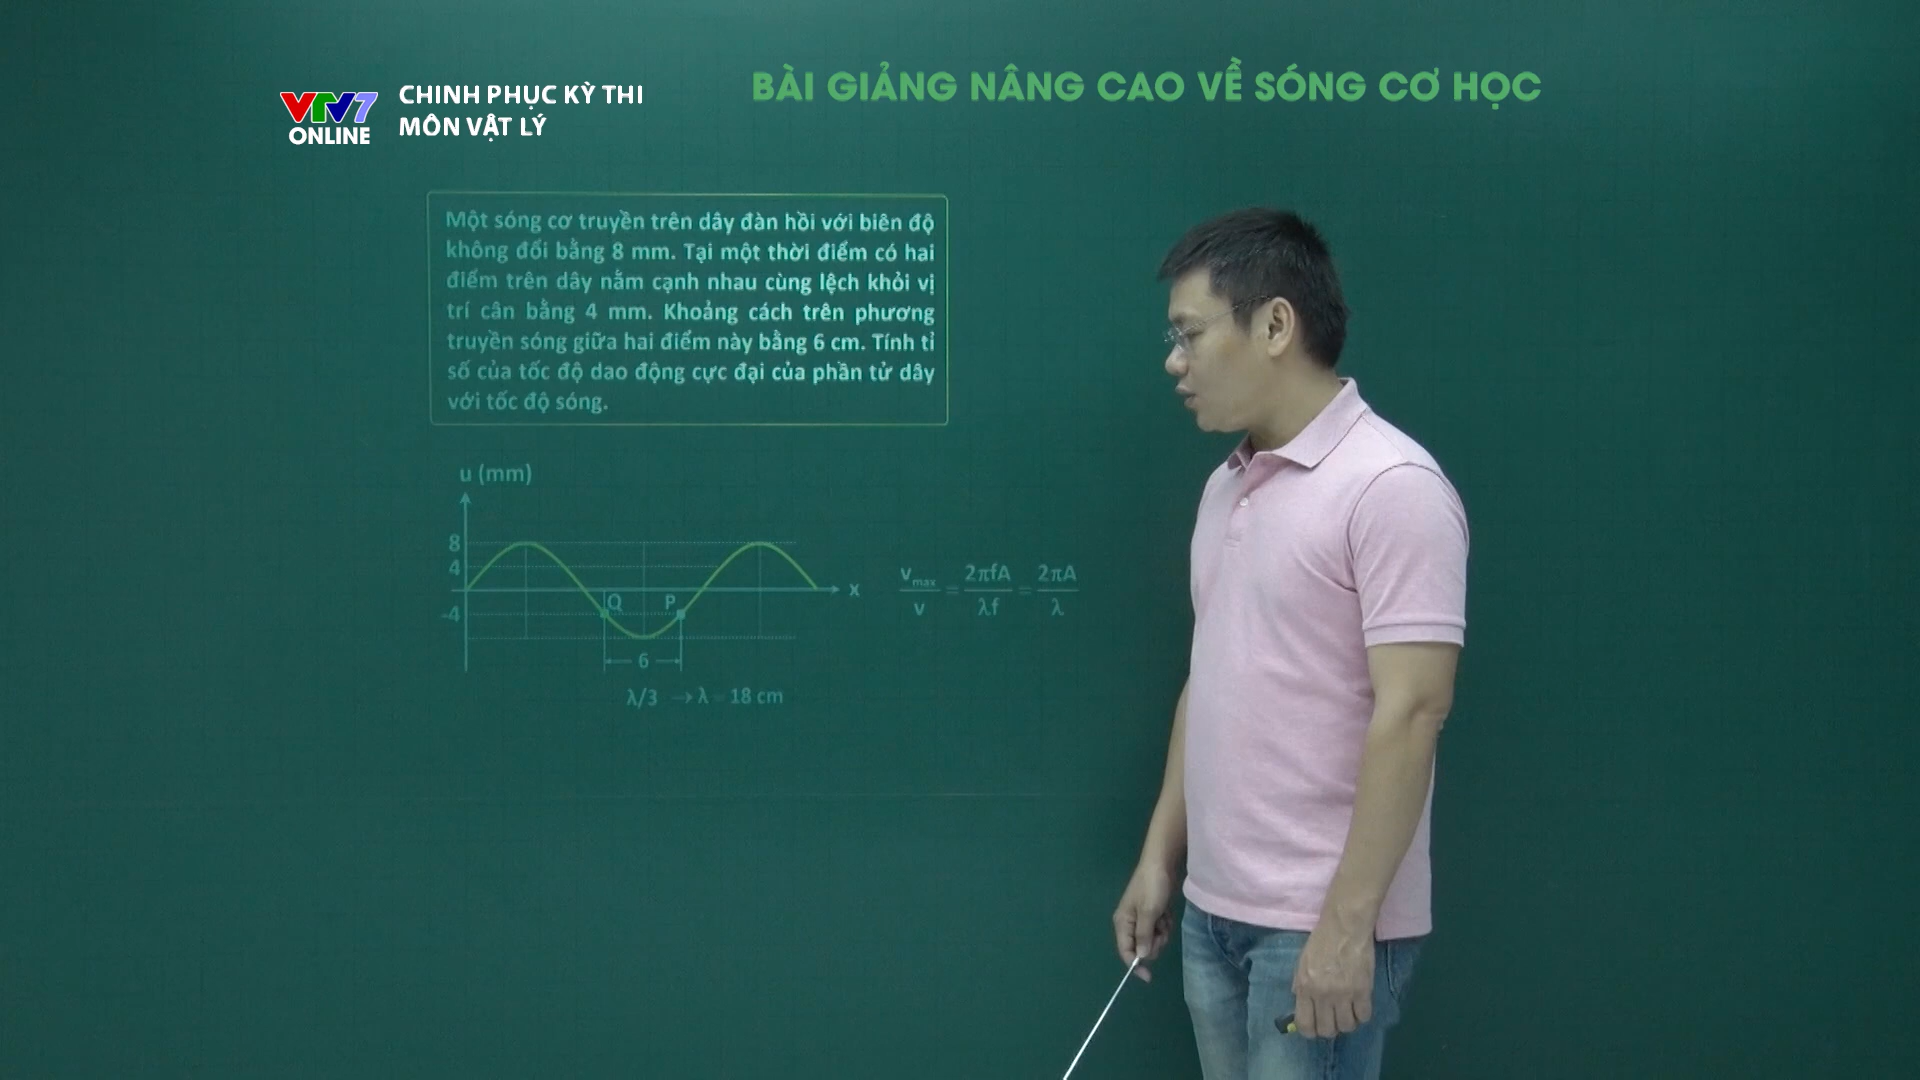 VTV7
ONLINE
CHINH PHỤC KỲ THI
MÔN VẬT LÝ
BÀI GIẢNG NÂNG CAO VỀ SÓNG CƠ HỌC
Một sóng cơ truyền trên dây đàn hồi với biên độ
không đổi bằng 8 mm. Tại một thời điểm có hai
điểm trên dây nằm cạnh nhau cùng lệch khỏi vị
trí cân bằng 4 mm. Khoảng cách trên phương
truyền sóng giữa hai điểm này bằng 6 cm. Tính tỉ
số của tốc độ dao động cực đại của phần tử dây
với tốc độ sóng.
u (mm)
8
4
-4
Q P
x
6
λ/3 → λ = 18 cm
v_max/v = 2πfA/λf = 2πA/λ